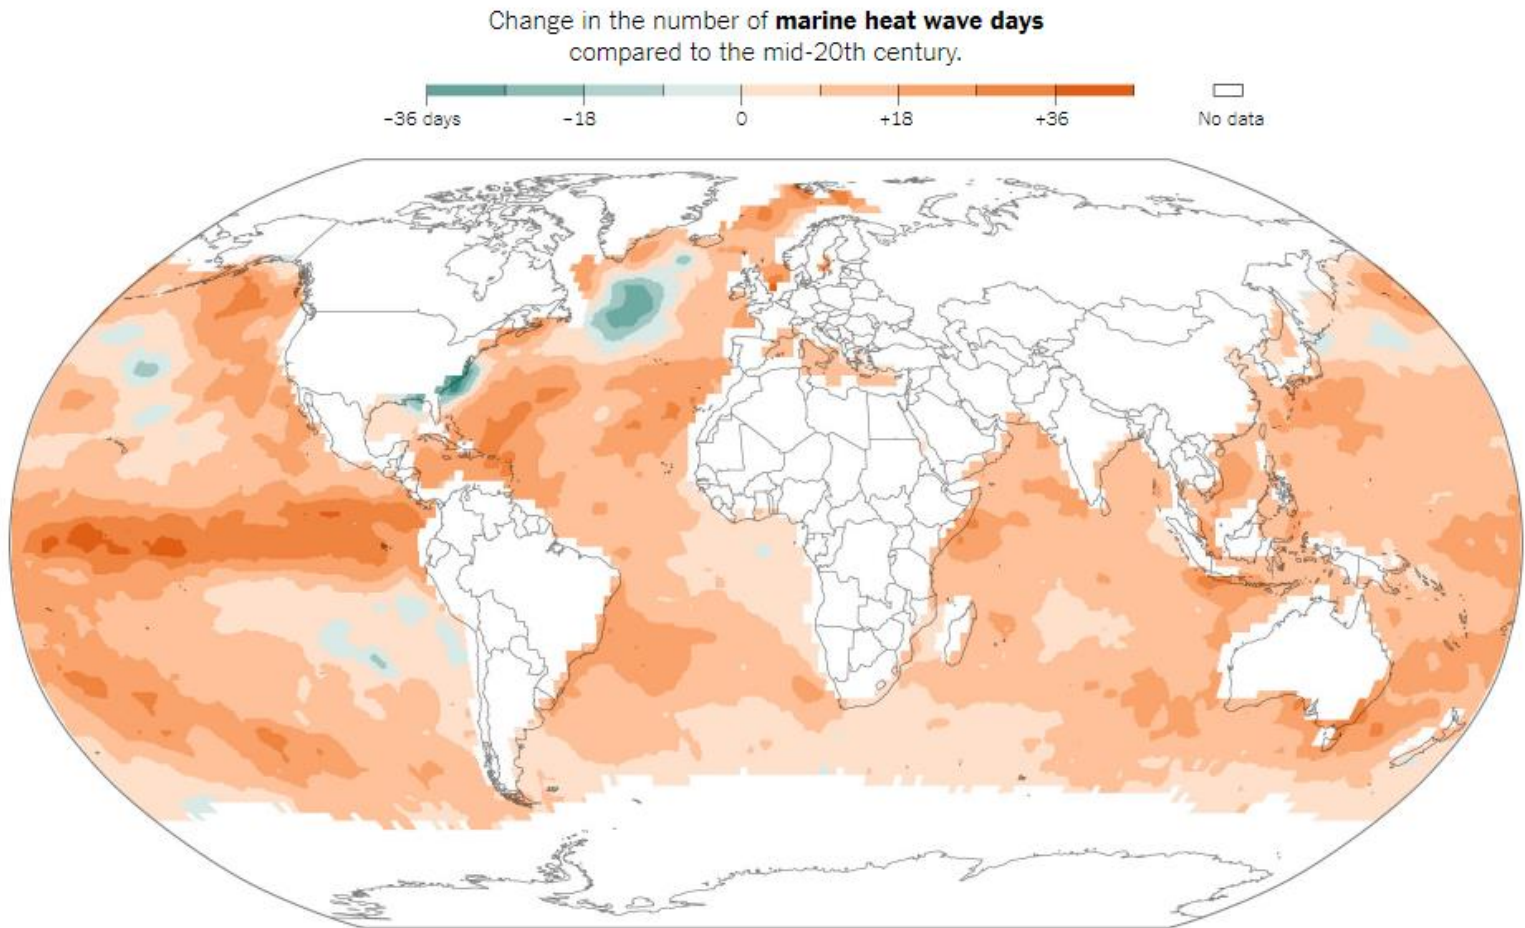 Change in the number of marine heat wave days
compared to the mid-20th century.
−36 days −18 0 +18 +36 No data